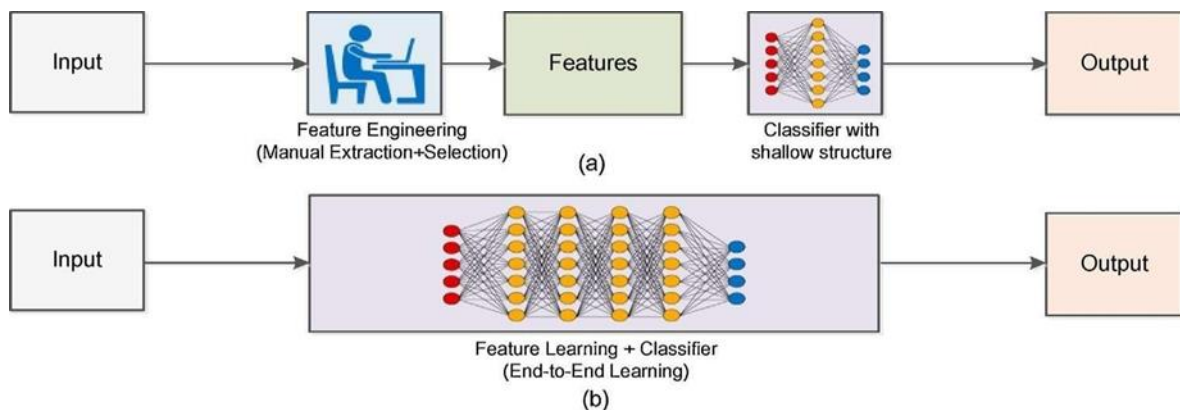 Input
Features
Output
Feature Engineering
(Manual Extraction+Selection)
Classifier with
shallow structure
(a)
Input
Output
Feature Learning + Classifier
(End-to-End Learning)
(b)